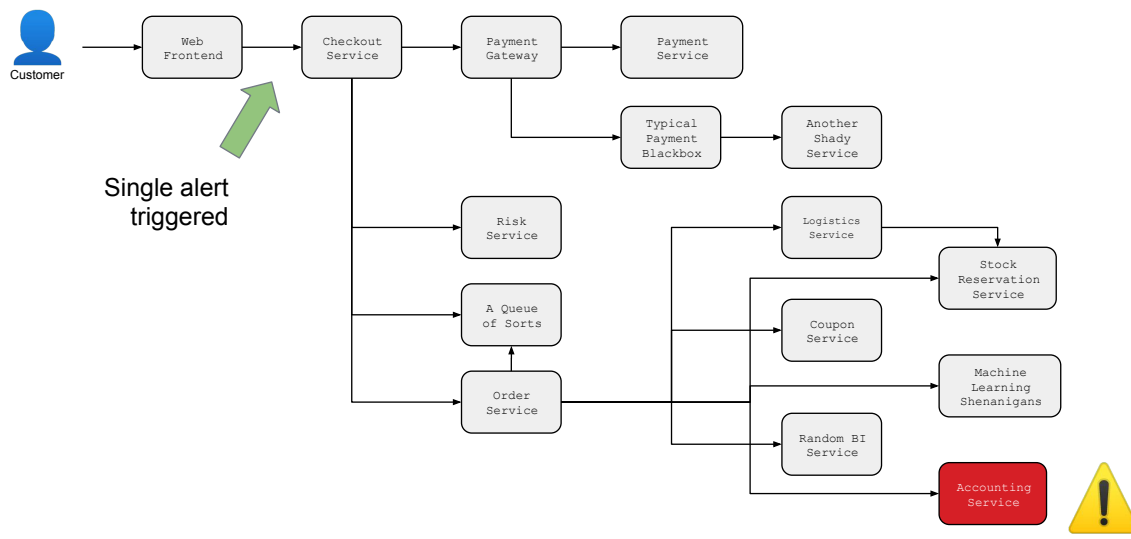 Customer
Web
Frontend
Checkout
Service
Payment
Gateway
Payment
Service
Typical
Payment
Blackbox
Another
Shady
Service
Single alert
triggered
Risk
Service
Logistics
Service
Stock
Reservation
Service
A Queue
of Sorts
Coupon
Service
Order
Service
Machine
Learning
Shenanigans
Random BI
Service
Accounting
Service